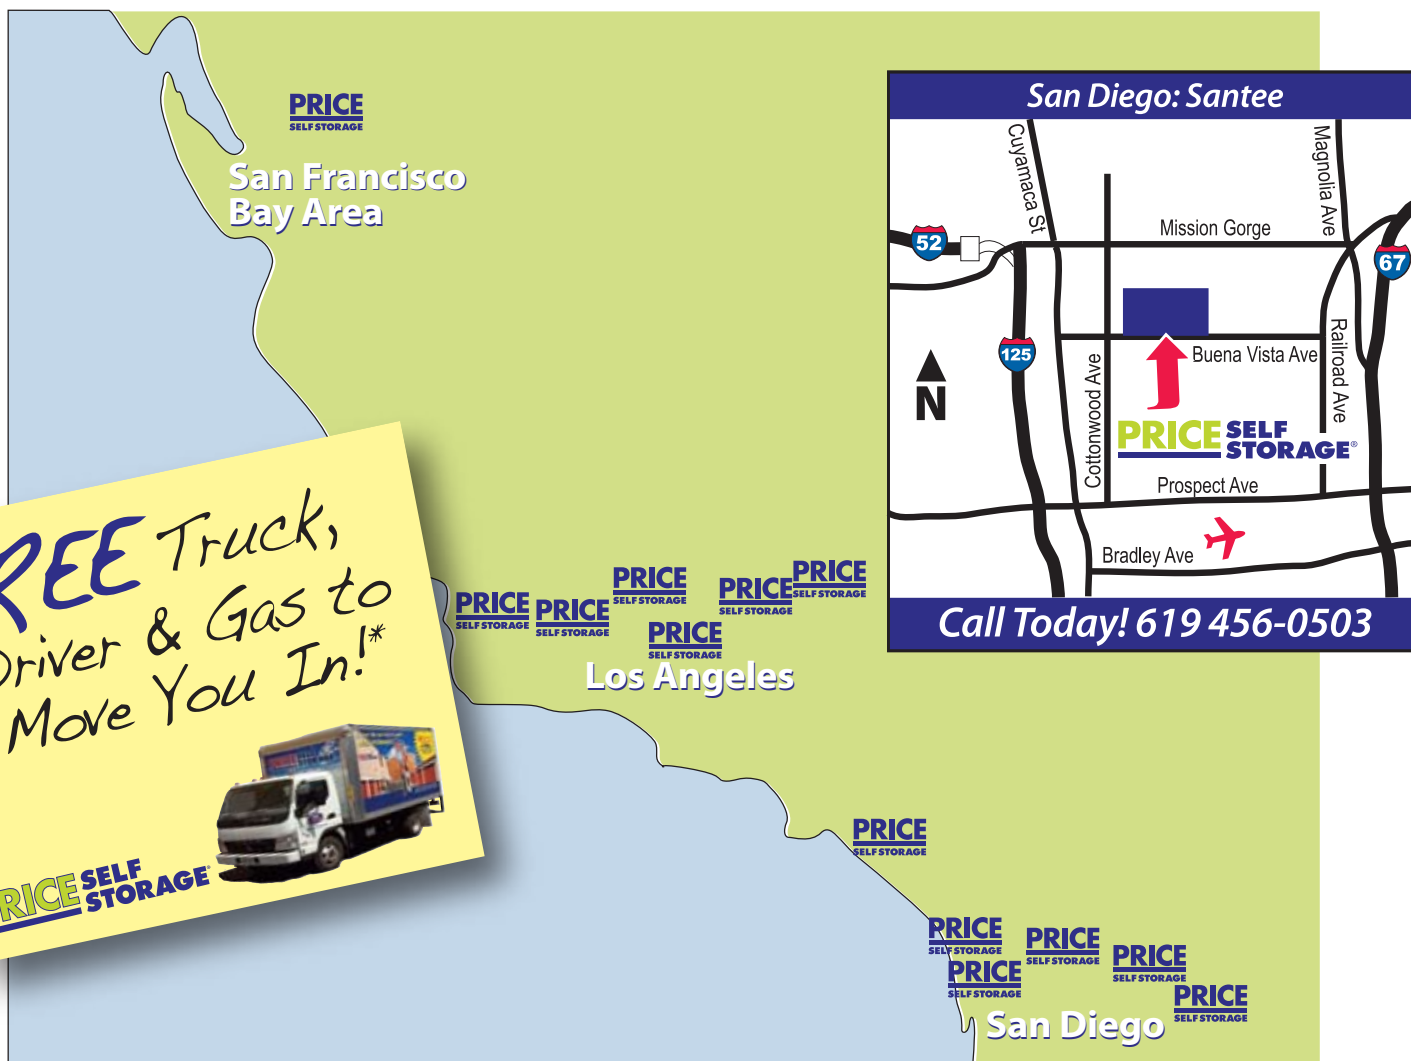 PRICE
SELF STORAGE
San Francisco
Bay Area
San Diego: Santee
Cuyamaca St
Magnolia Ave
Mission Gorge
52
67
125
Buena Vista Ave
Railroad Ave
Cottonwood Ave
N
PRICE SELF
STORAGE®
Prospect Ave
Bradley Ave
Call Today! 619 456-0503
REE Truck,
Driver & Gas to
Move You In!*
RICE SELF
STORAGE®
PRICE
SELF STORAGE
PRICE
SELF STORAGE
PRICE
SELF STORAGE
PRICE
SELF STORAGE
PRICE
SELF STORAGE
PRICE
SELF STORAGE
Los Angeles
PRICE
SELF STORAGE
PRICE
SELF STORAGE
PRICE
SELF STORAGE
PRICE
SELF STORAGE
PRICE
SELF STORAGE
PRICE
SELF STORAGE
San Diego